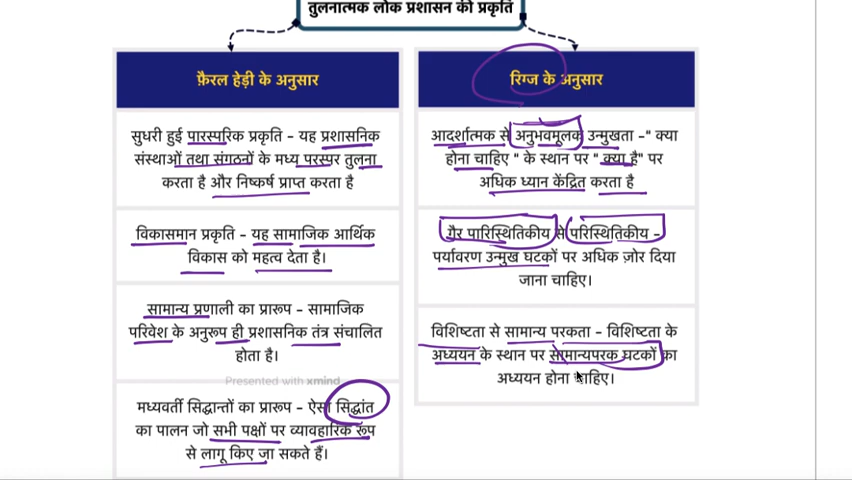 तुलनात्मक लोक प्रशासन की प्रकृति
फ़ैरल हेड़ी के अनुसार
सुधरी हुई पारस्परिक प्रकृति - यह प्रशासनिक
संस्थाओं तथा संगठनों के मध्य परस्पर तुलना
करता है और निष्कर्ष प्राप्त करता है
विकासमान प्रकृति - यह सामाजिक आर्थिक
विकास को महत्व देता है।
सामान्य प्रणाली का प्रारूप - सामाजिक
परिवेश के अनुरूप ही प्रशासनिक तंत्र संचालित
होता है।
Presented with xmind
मध्यवर्ती सिद्धान्तों का प्रारूप - ऐसा सिद्धांत
का पालन जो सभी पक्षों पर व्यावहारिक रूप
से लागू किए जा सकते हैं।
रिग्ज के अनुसार
आदर्शात्मक से अनुभवमूलक उन्मुखता -" क्या
होना चाहिए " के स्थान पर " क्या है" पर
अधिक ध्यान केंद्रित करता है
गैर पारिस्थितिकीय से परिस्थितिकीय -
पर्यावरण उन्मुख घटकों पर अधिक ज़ोर दिया
जाना चाहिए।
विशिष्टता से सामान्य परकता - विशिष्टता के
अध्ययन के स्थान पर सामान्यपरक घटकों का
अध्ययन होना चाहिए।